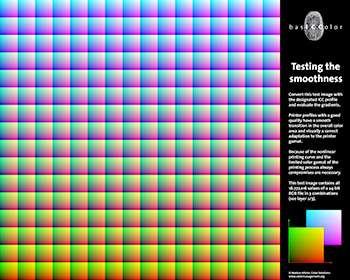 basICColor
Testing the
smoothness
Convert this test image with
the designated ICC profile
and evaluate the gradients.
Printer profiles with a good
quality have a smooth
transition in the overall color
area and visually a correct
adaptation to the printer
gamut.
Because of the nonlinear
printing curve and the
limited color gamut of
the printing process always
compromises are necessary.
This test image contains all
16.777.216 values of a 24-bit
RGB file in 2 combinations
(see layer 2/3).
Color Solutions
www.colormanagement.org